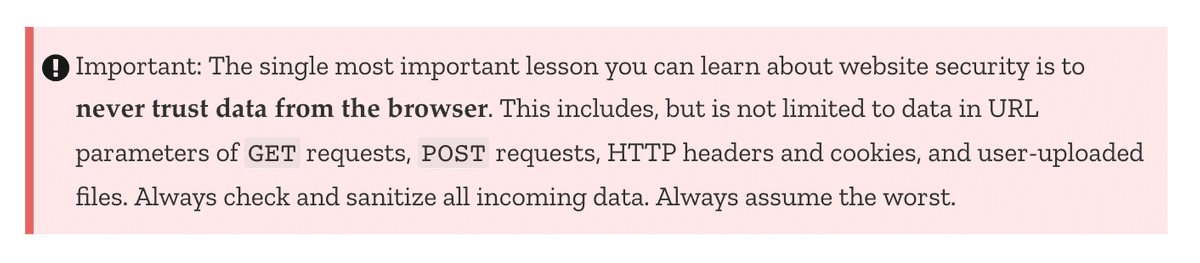 Important: The single most important lesson you can learn about website security is to
never trust data from the browser. This includes, but is not limited to data in URL
parameters of GET requests, POST requests, HTTP headers and cookies, and user-uploaded
files. Always check and sanitize all incoming data. Always assume the worst.